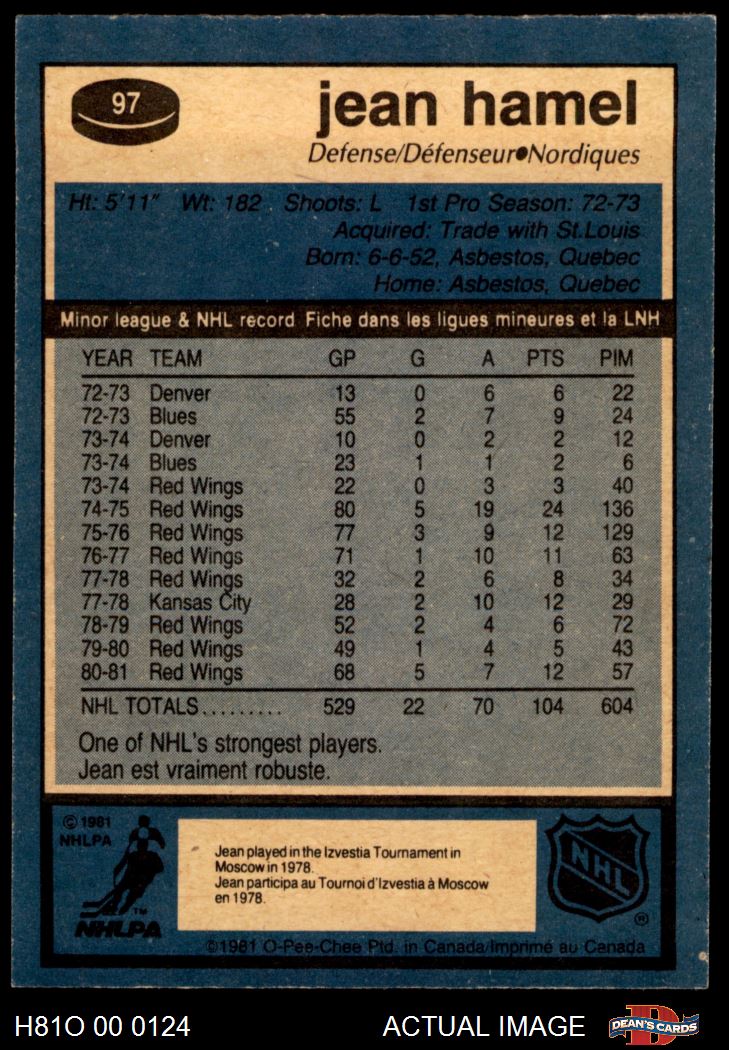 97
jean hamel
Defense/Défenseur●Nordiques
Ht: 5'11" Wt: 182 Shoots: L 1st Pro Season: 72-73
Acquired: Trade with St.Louis
Born: 6-6-52, Asbestos, Quebec
Home: Asbestos, Quebec
Minor league & NHL record Fiche dans les ligues mineures et la LNH
YEAR TEAM GP G A PTS PIM
72-73 Denver 13 0 6 6 22
72-73 Blues 55 2 7 9 24
73-74 Denver 10 0 2 2 12
73-74 Blues 23 1 1 2 6
73-74 Red Wings 22 0 3 3 40
74-75 Red Wings 80 5 19 24 136
75-76 Red Wings 77 3 9 12 129
76-77 Red Wings 71 1 10 11 63
77-78 Red Wings 32 2 6 8 34
77-78 Kansas City 28 2 10 12 29
78-79 Red Wings 52 2 4 6 72
79-80 Red Wings 49 1 4 5 43
80-81 Red Wings 68 5 7 12 57
NHL TOTALS......... 529 22 70 104 604
One of NHL's strongest players.
Jean est vraiment robuste.
© 1981
NHLPA
Jean played in the Izvestia Tournament in
Moscow in 1978.
Jean participa au Tournoi d'Izvestia à Moscow
en 1978.
NHL
®
TM
NHLPA
©1981 O-Pee-Chee Ptd. in Canada/Imprimé au Canada
H81O 00 0124
ACTUAL IMAGE
D
DEAN'S CARDS